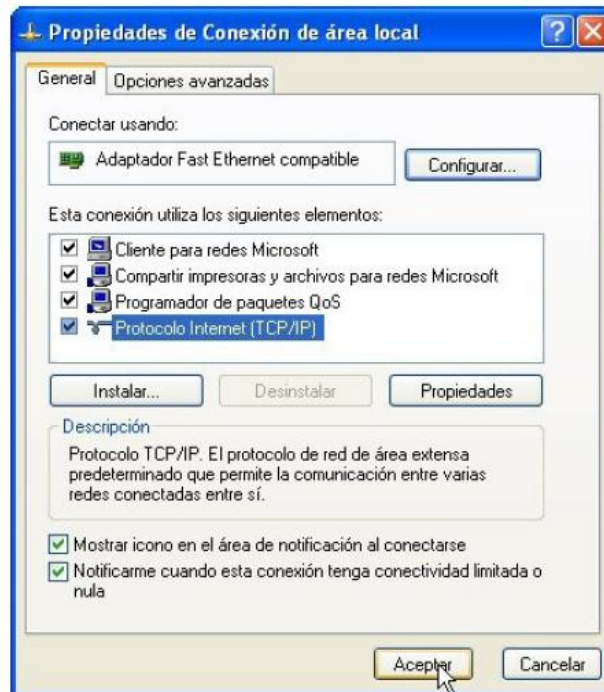 Propiedades de Conexión de área local
General
Opciones avanzadas
Conectar usando:
Adaptador Fast Ethernet compatible
Configurar...
Esta conexión utiliza los siguientes elementos:
Cliente para redes Microsoft
Compartir impresoras y archivos para redes Microsoft
Programador de paquetes QoS
Protocolo Internet (TCP/IP)
Instalar...
Desinstalar
Propiedades
Descripción
Protocolo TCP/IP. El protocolo de red de área extensa
predeterminado que permite la comunicación entre varias
redes conectadas entre sí.
Mostrar icono en el área de notificación al conectarse
Notificarme cuando esta conexión tenga conectividad limitada o
nula
Aceptar
Cancelar